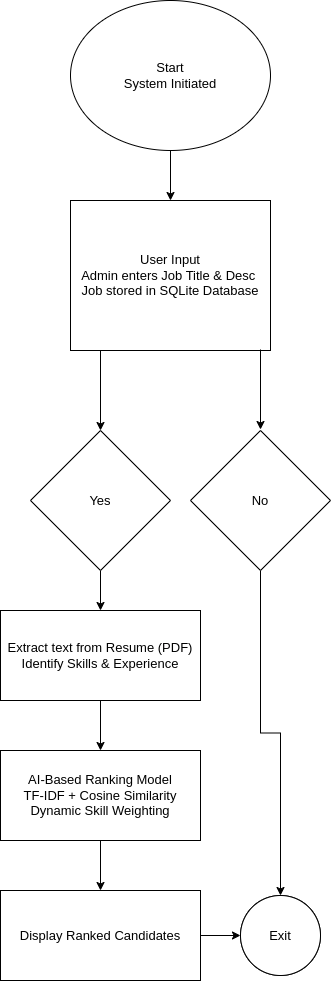 Start
System Initiated
User Input
Admin enters Job Title & Desc
Job stored in SQLite Database
Yes
No
Extract text from Resume (PDF)
Identify Skills & Experience
AI-Based Ranking Model
TF-IDF + Cosine Similarity
Dynamic Skill Weighting
Display Ranked Candidates
Exit